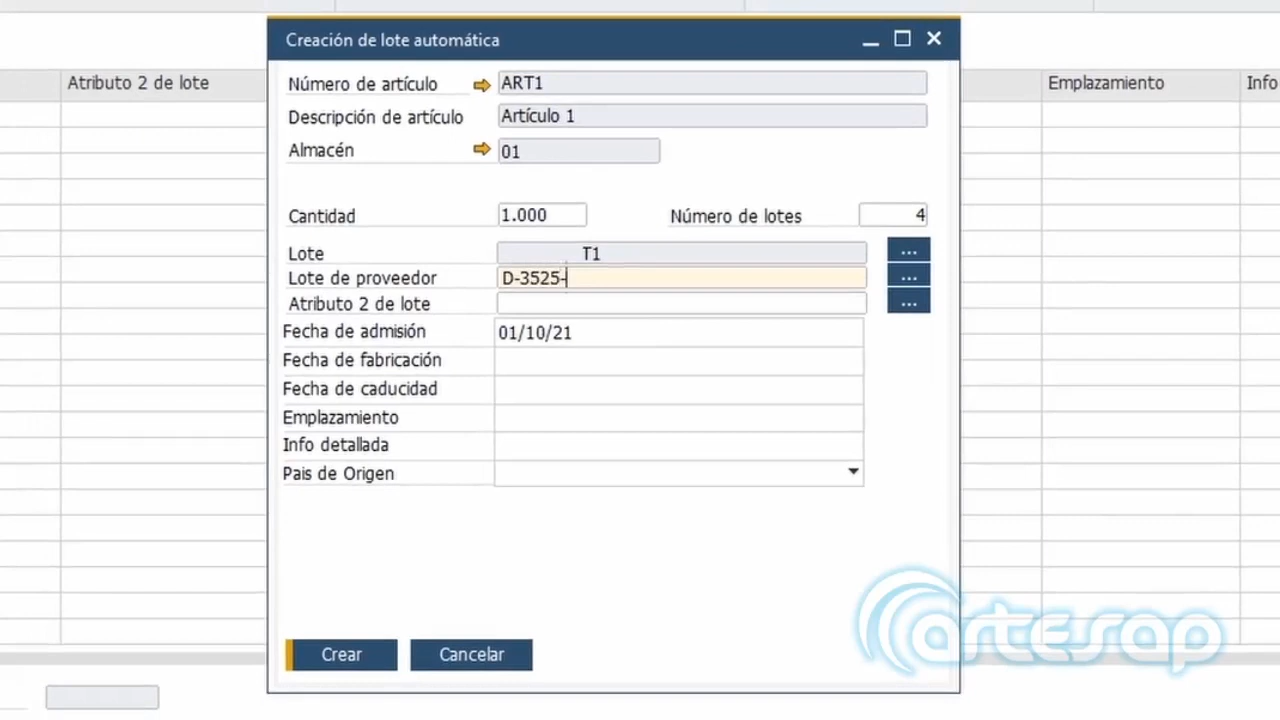 Creación de lote automática
Atributo 2 de lote
Emplazamiento
Info
Número de artículo ART1
Descripción de artículo Artículo 1
Almacén 01
Cantidad 1.000 Número de lotes 4
Lote T1 ...
Lote de proveedor D-3525- ...
Atributo 2 de lote ...
Fecha de admisión 01/10/21
Fecha de fabricación
Fecha de caducidad
Emplazamiento
Info detallada
Pais de Origen
Crear Cancelar
artesap